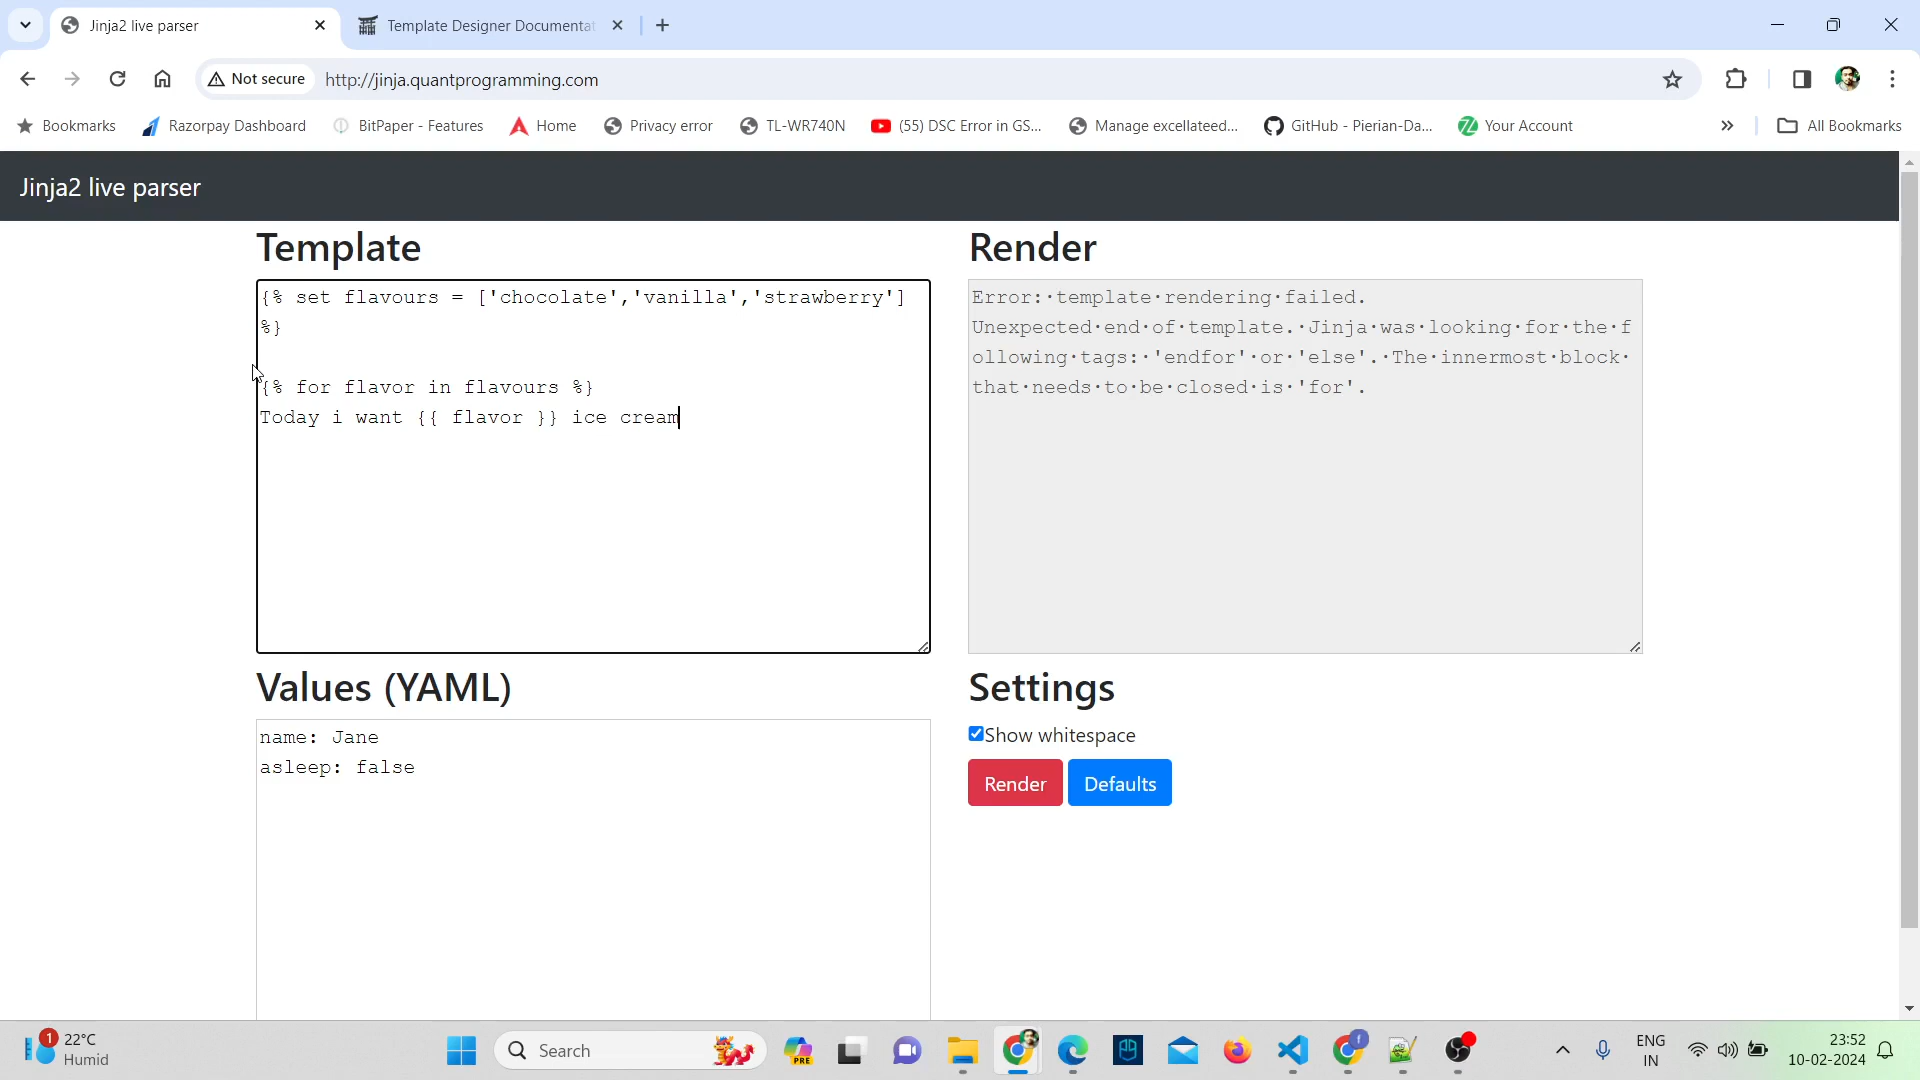 Jinja2 live parser
Template Designer Documentat
Not secure
http://jinja.quantprogramming.com
Bookmarks
Razorpay Dashboard
BitPaper - Features
Home
Privacy error
TL-WR740N
(55) DSC Error in GS...
Manage excellateed...
GitHub - Pierian-Da...
Your Account
All Bookmarks
Jinja2 live parser
Template
{% set flavours = ['chocolate','vanilla','strawberry']
%}
{% for flavor in flavours %}
Today i want {{ flavor }} ice cream
Render
Error:·template·rendering·failed.
Unexpected·end·of·template.·Jinja·was·looking·for·the·f
ollowing·tags:·'endfor'·or·'else'.·The·innermost·block·
that·needs·to·be·closed·is·'for'.
Values (YAML)
name: Jane
asleep: false
Settings
Show whitespace
Render
Defaults
1
22°C
Humid
Search
PRE
ENG
IN
23:52
10-02-2024